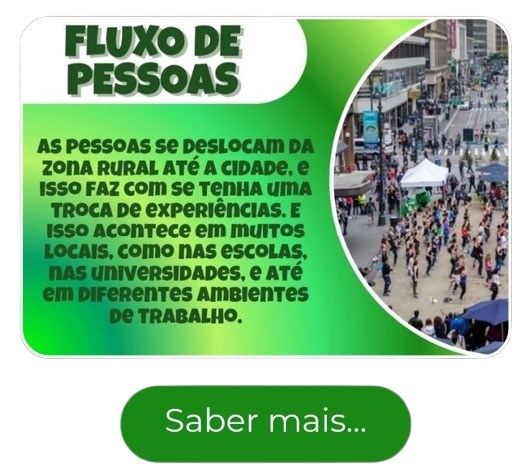 FLUXO DE
PESSOAS
AS PESSOAS SE DESLOCAM DA
ZONA RURAL ATÉ A CIDADE, E
ISSO FAZ COM SE TENHA UMA
TROCA DE EXPERIÊNCIAS. E
ISSO ACONTECE EM MUITOS
LOCAIS, COMO NAS ESCOLAS,
NAS UNIVERSIDADES, E ATÉ
EM DIFERENTES AMBIENTES
DE TRABALHO.
Saber mais...